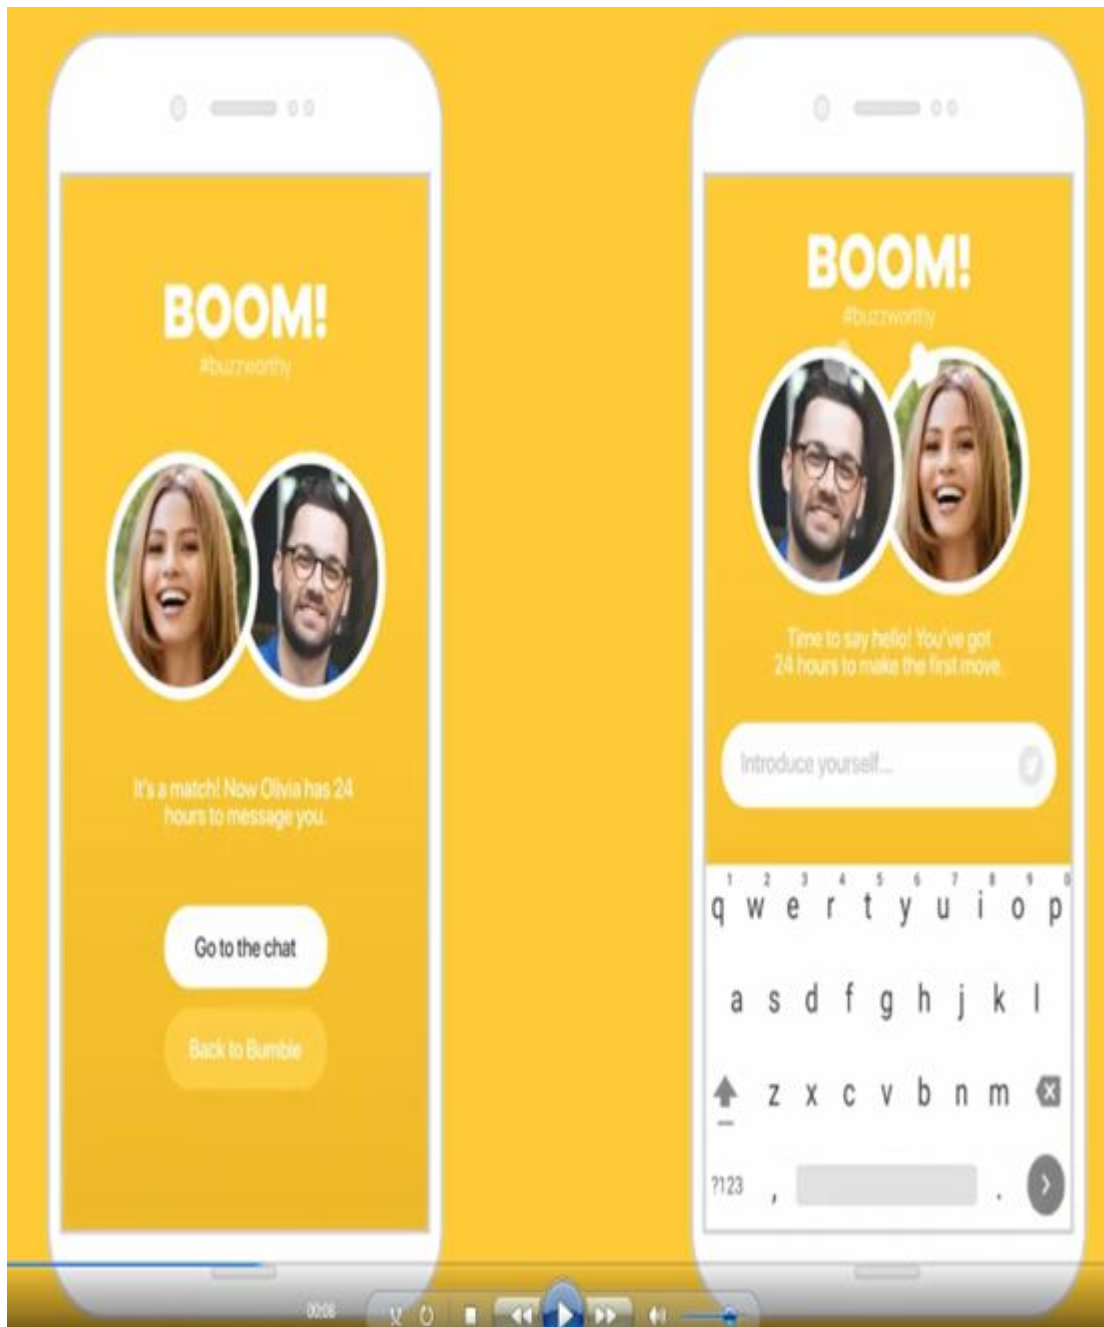 BOOM!
#buzzworthy
It's a match! Now Olivia has 24
hours to message you.
Go to the chat
Back to Bumble
BOOM!
#buzzworthy
Time to say hello! You've got
24 hours to make the first move.
Introduce yourself...
1 2 3 4 5 6 7 8 9 0
q w e r t y u i o p
a s d f g h j k l
z x c v b n m
?123 , .
00:08